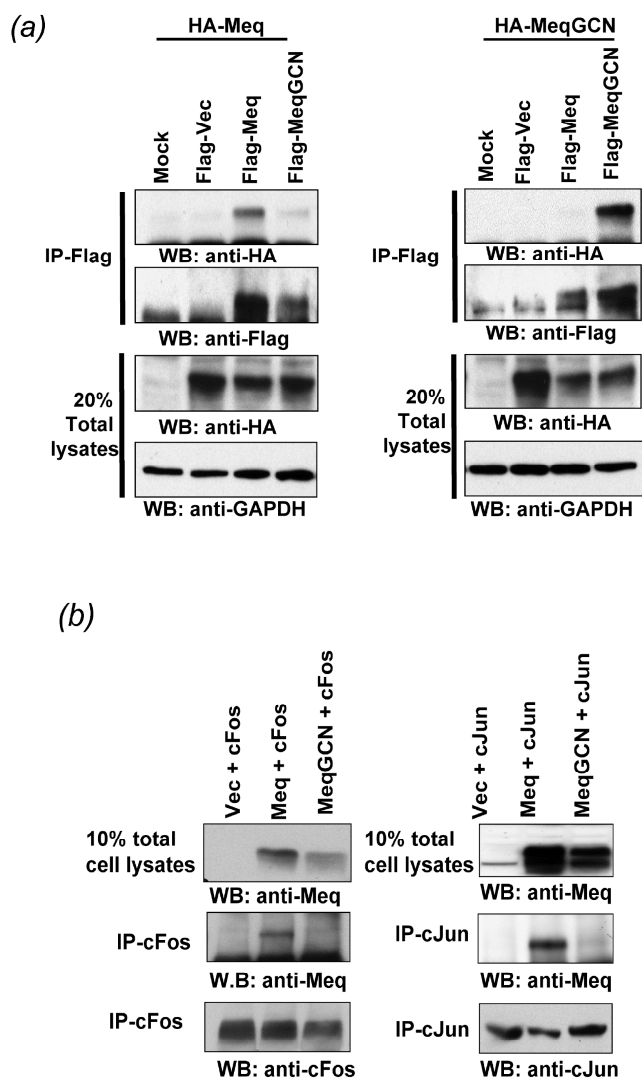 (a)
HA-Meq
Mock
Flag-Vec
Flag-Meq
Flag-MeqGCN
IP-Flag
WB: anti-HA
WB: anti-Flag
20%
Total
lysates
WB: anti-HA
WB: anti-GAPDH
HA-MeqGCN
Mock
Flag-Vec
Flag-Meq
Flag-MeqGCN
IP-Flag
WB: anti-HA
WB: anti-Flag
20%
Total
lysates
WB: anti-HA
WB: anti-GAPDH
(b)
Vec + cFos
Meq + cFos
MeqGCN + cFos
10% total
cell lysates
WB: anti-Meq
IP-cFos
W.B: anti-Meq
IP-cFos
WB: anti-cFos
Vec + cJun
Meq + cJun
MeqGCN + cJun
10% total
cell lysates
WB: anti-Meq
IP-cJun
WB: anti-Meq
IP-cJun
WB: anti-cJun